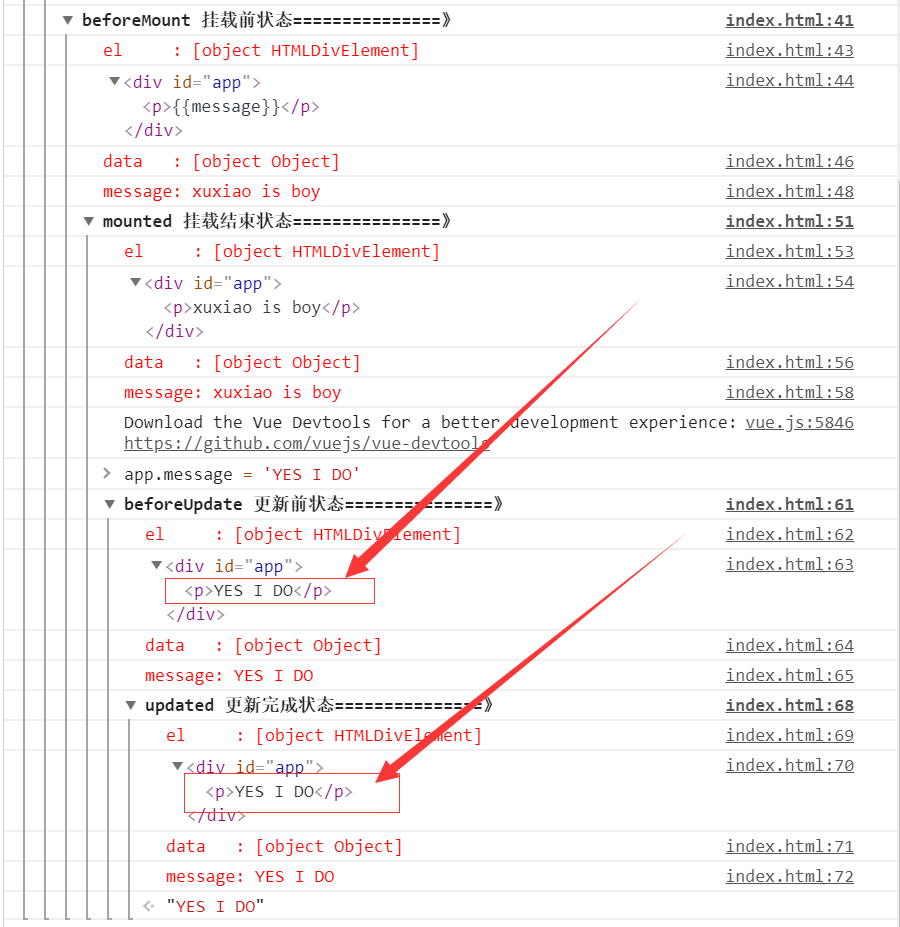 beforeMount 挂载前状态===============》 index.html:41
el : [object HTMLDivElement] index.html:43
<div id="app"> index.html:44
<p>{{message}}</p>
</div>
data : [object Object] index.html:46
message: xuxiao is boy index.html:48
mounted 挂载结束状态===============》 index.html:51
el : [object HTMLDivElement] index.html:53
<div id="app"> index.html:54
<p>xuxiao is boy</p>
</div>
data : [object Object] index.html:56
message: xuxiao is boy index.html:58
Download the Vue Devtools for a better development experience: vue.js:5846
https://github.com/vuejs/vue-devtools
> app.message = 'YES I DO'
beforeUpdate 更新前状态===============》 index.html:61
el : [object HTMLDivElement] index.html:62
<div id="app"> index.html:63
<p>YES I DO</p>
</div>
data : [object Object] index.html:64
message: YES I DO index.html:65
updated 更新完成状态===============》 index.html:68
el : [object HTMLDivElement] index.html:69
<div id="app"> index.html:70
<p>YES I DO</p>
</div>
data : [object Object] index.html:71
message: YES I DO index.html:72
"YES I DO"